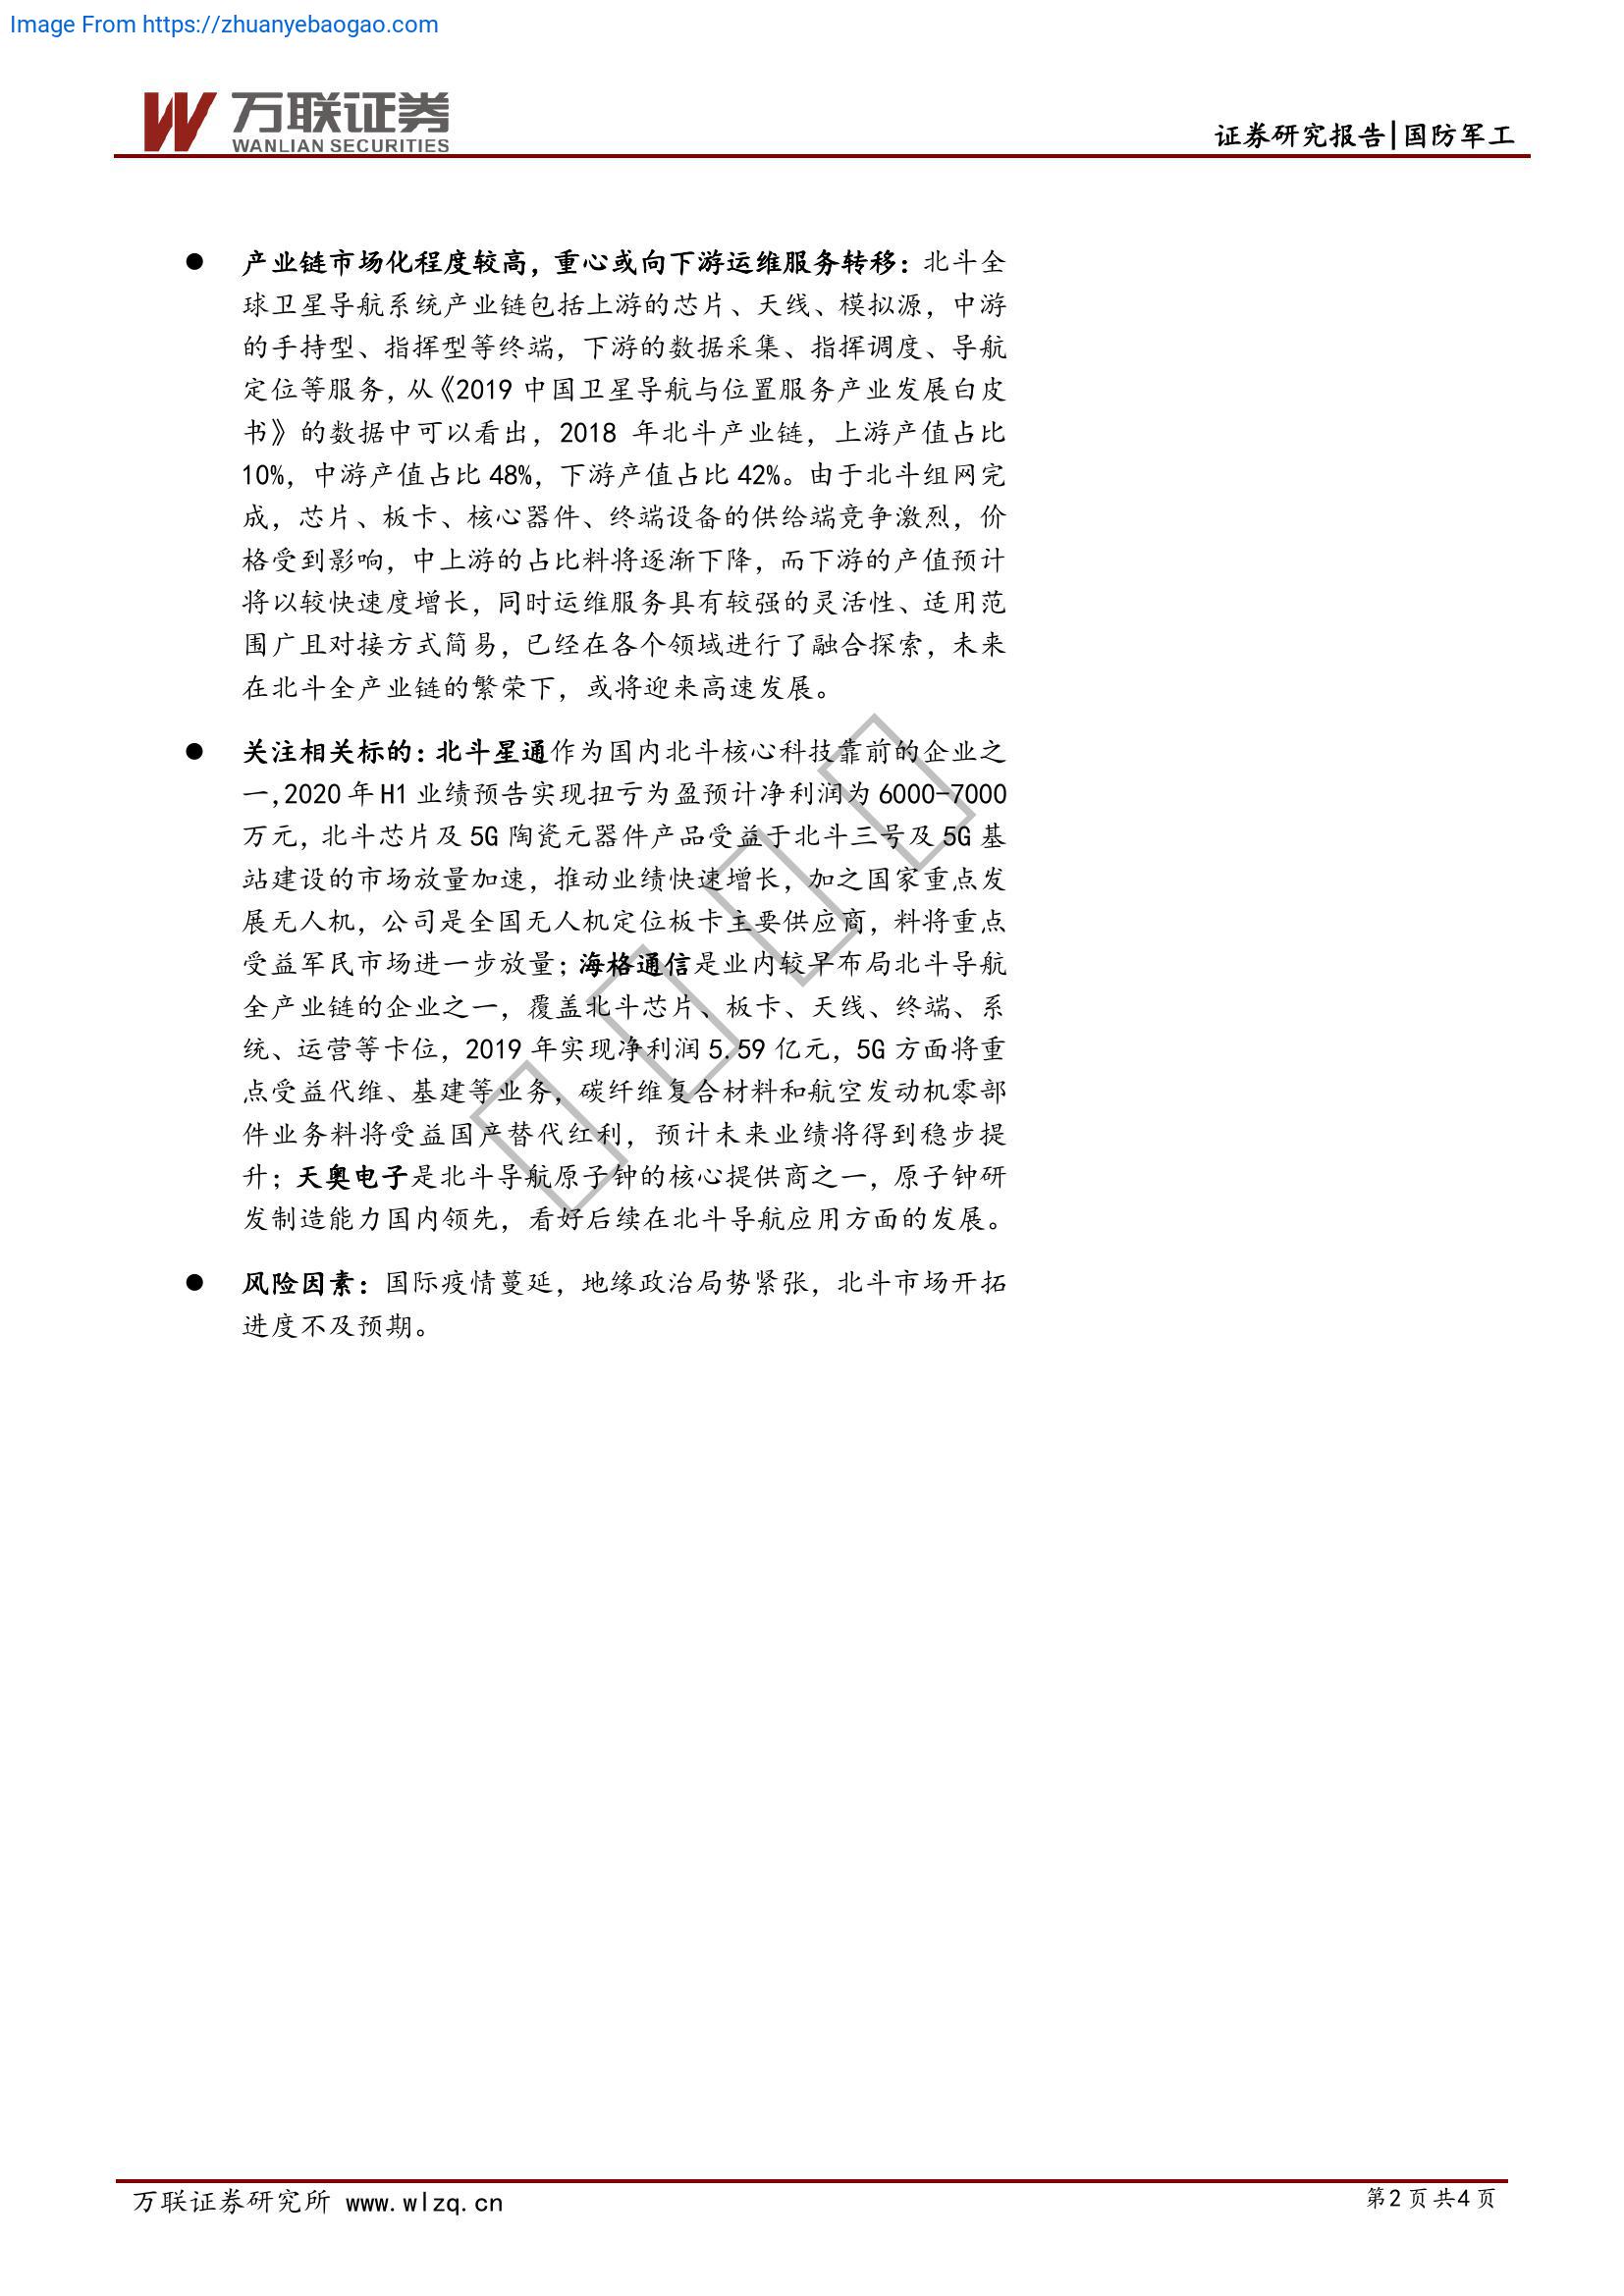 Image From https://zhuanyebaogao.com
万联证券
WANLIAN SECURITIES
证券研究报告|国防军工
● 产业链市场化程度较高，重心或向下游运维服务转移：北斗全
球卫星导航系统产业链包括上游的芯片、天线、模拟源，中游
的手持型、指挥型等终端，下游的数据采集、指挥调度、导航
定位等服务，从《2019 中国卫星导航与位置服务产业发展白皮
书》的数据中可以看出，2018 年北斗产业链，上游产值占比
10%，中游产值占比 48%，下游产值占比 42%。由于北斗组网完
成，芯片、板卡、核心器件、终端设备的供给端竞争激烈，价
格受到影响，中上游的占比料将逐渐下降，而下游的产值预计
将以较快速度增长，同时运维服务具有较强的灵活性、适用范
围广且对接方式简易，已经在各个领域进行了融合探索，未来
在北斗全产业链的繁荣下，或将迎来高速发展。
● 关注相关标的：北斗星通作为国内北斗核心科技靠前的企业之
一，2020 年 H1 业绩预告实现扭亏为盈预计净利润为 6000-7000
万元，北斗芯片及 5G 陶瓷元器件产品受益于北斗三号及 5G 基
站建设的市场放量加速，推动业绩快速增长，加之国家重点发
展无人机，公司是全国无人机定位板卡主要供应商，料将重点
受益军民市场进一步放量；海格通信是业内较早布局北斗导航
全产业链的企业之一，覆盖北斗芯片、板卡、天线、终端、系
统、运营等卡位，2019 年实现净利润 5.59 亿元，5G 方面将重
点受益代维、基建等业务，碳纤维复合材料和航空发动机零部
件业务料将受益国产替代红利，预计未来业绩将得到稳步提
升；天奥电子是北斗导航原子钟的核心提供商之一，原子钟研
发制造能力国内领先，看好后续在北斗导航应用方面的发展。
● 风险因素：国际疫情蔓延，地缘政治局势紧张，北斗市场开拓
进度不及预期。
万联证券研究所 www.wlzq.cn
第2页共4页